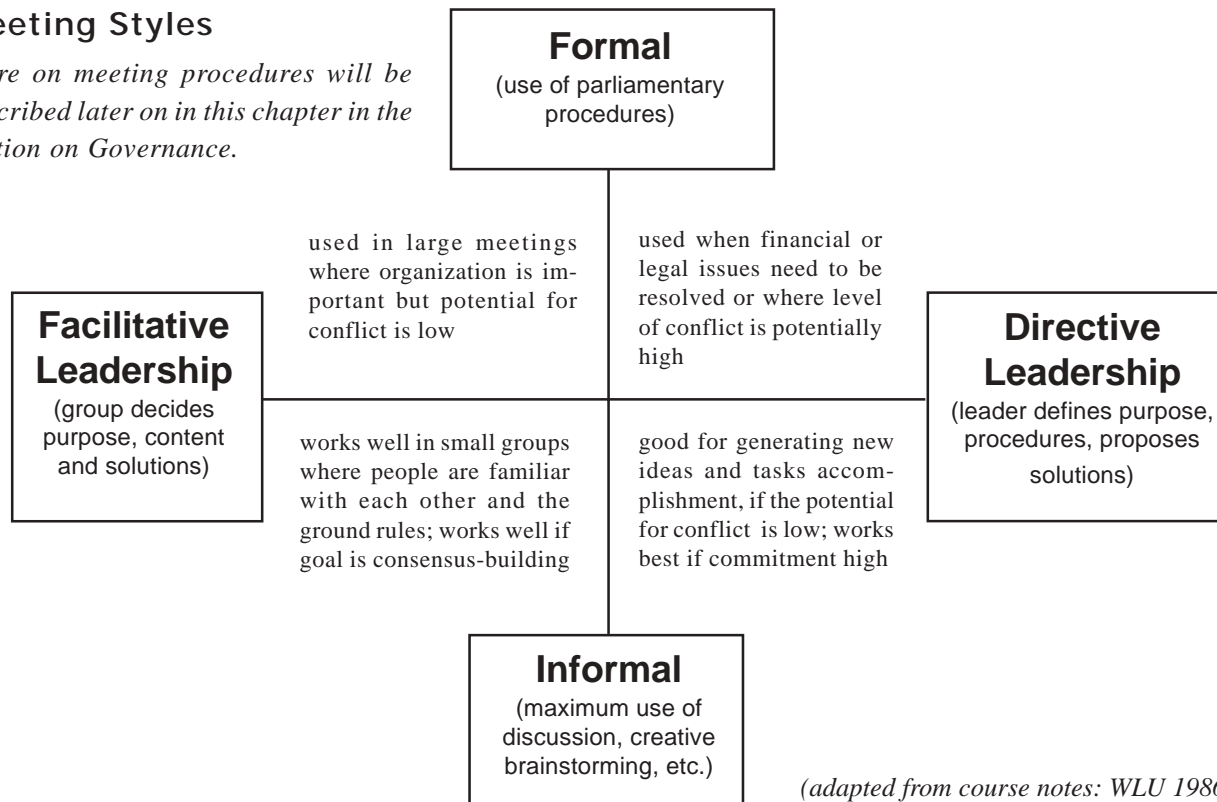 eeting Styles
re on meeting procedures will be
scribed later on in this chapter in the
tion on Governance.
Formal
(use of parliamentary
procedures)
used in large meetings
where organization is im-
portant but potential for
conflict is low
used when financial or
legal issues need to be
resolved or where level
of conflict is potentially
high
Facilitative
Leadership
(group decides
purpose, content
and solutions)
Directive
Leadership
(leader defines purpose,
procedures, proposes
solutions)
works well in small groups
where people are familiar
with each other and the
ground rules; works well if
goal is consensus-building
good for generating new
ideas and tasks accom-
plishment, if the potential
for conflict is low; works
best if commitment high
Informal
(maximum use of
discussion, creative
brainstorming, etc.)
(adapted from course notes: WLU 1986